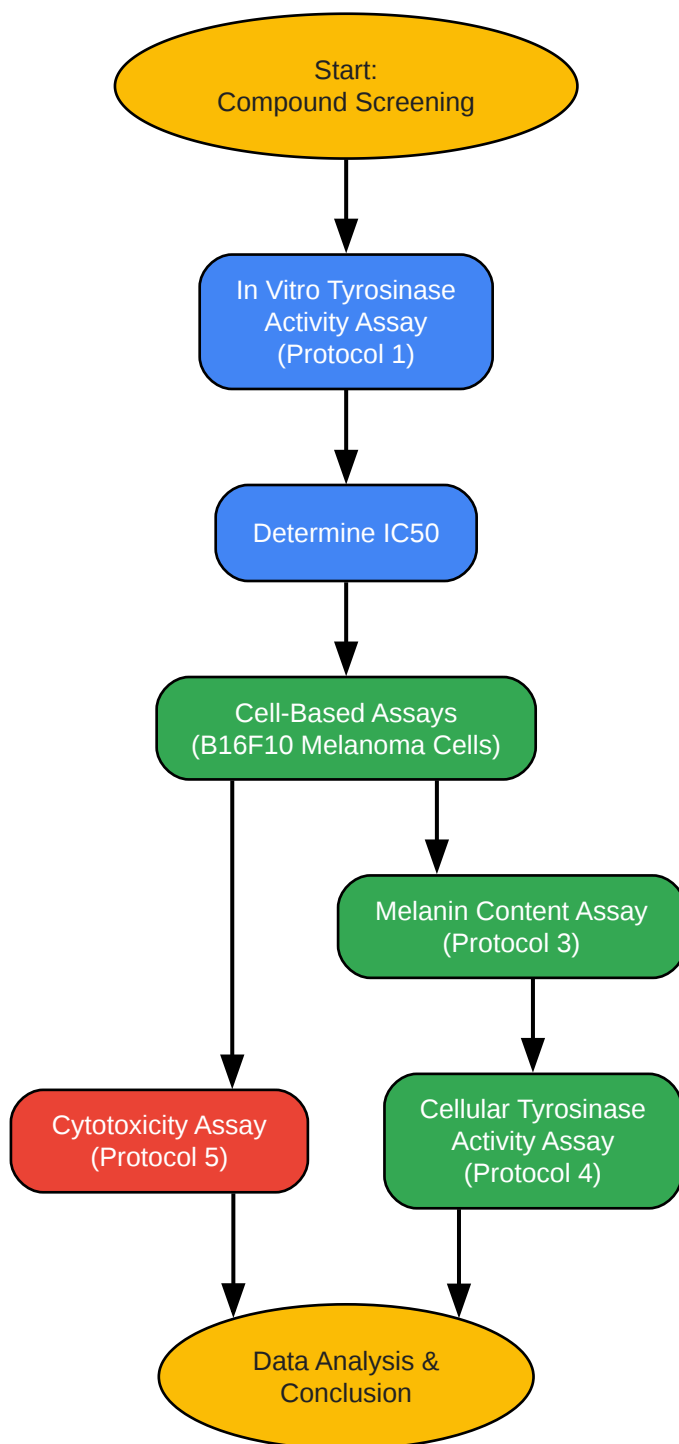 Start:
Compound Screening
In Vitro Tyrosinase
Activity Assay
(Protocol 1)
Determine IC50
Cell-Based Assays
(B16F10 Melanoma Cells)
Melanin Content Assay
(Protocol 3)
Cytotoxicity Assay
(Protocol 5)
Cellular Tyrosinase
Activity Assay
(Protocol 4)
Data Analysis &
Conclusion